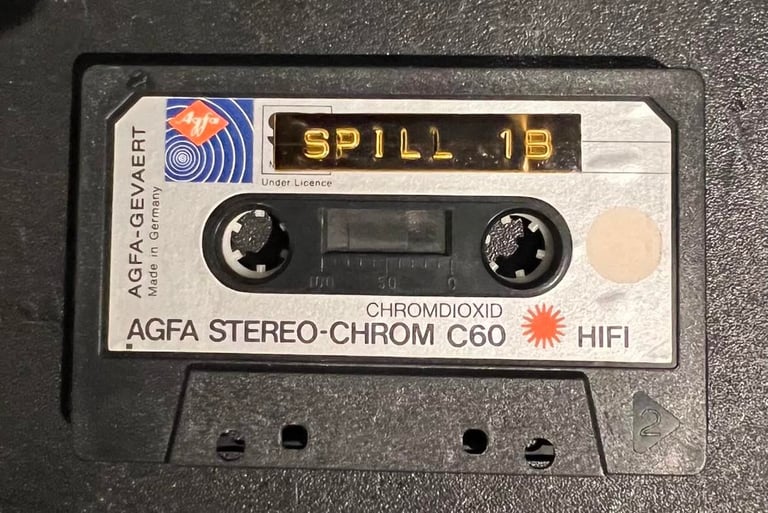 Agfa
SPILL 1B
Under Licence
AGFA-GEVAERT
Made in Germany
100 50 0
CHROMDIOXID
AGFA STEREO-CHROM C60 HIFI
2